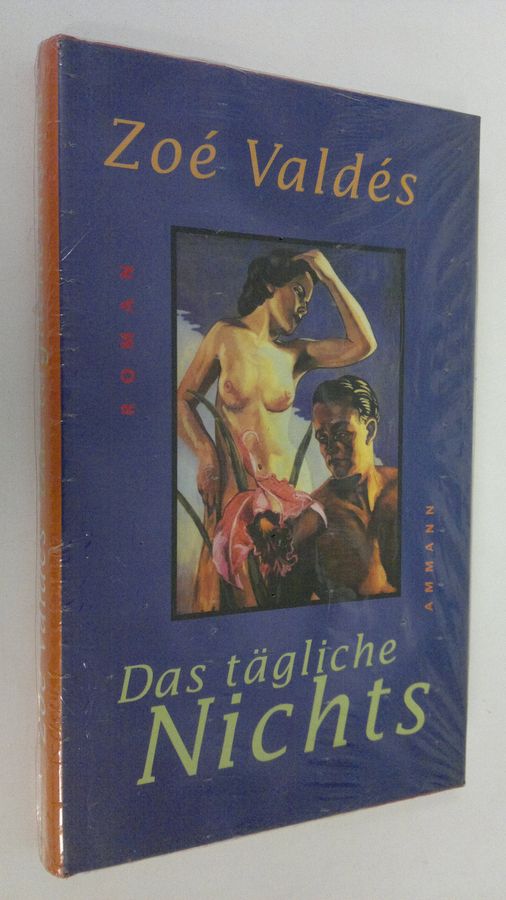 Zoé Valdés
ROMAN
AMMANN
Das tägliche
Nichts